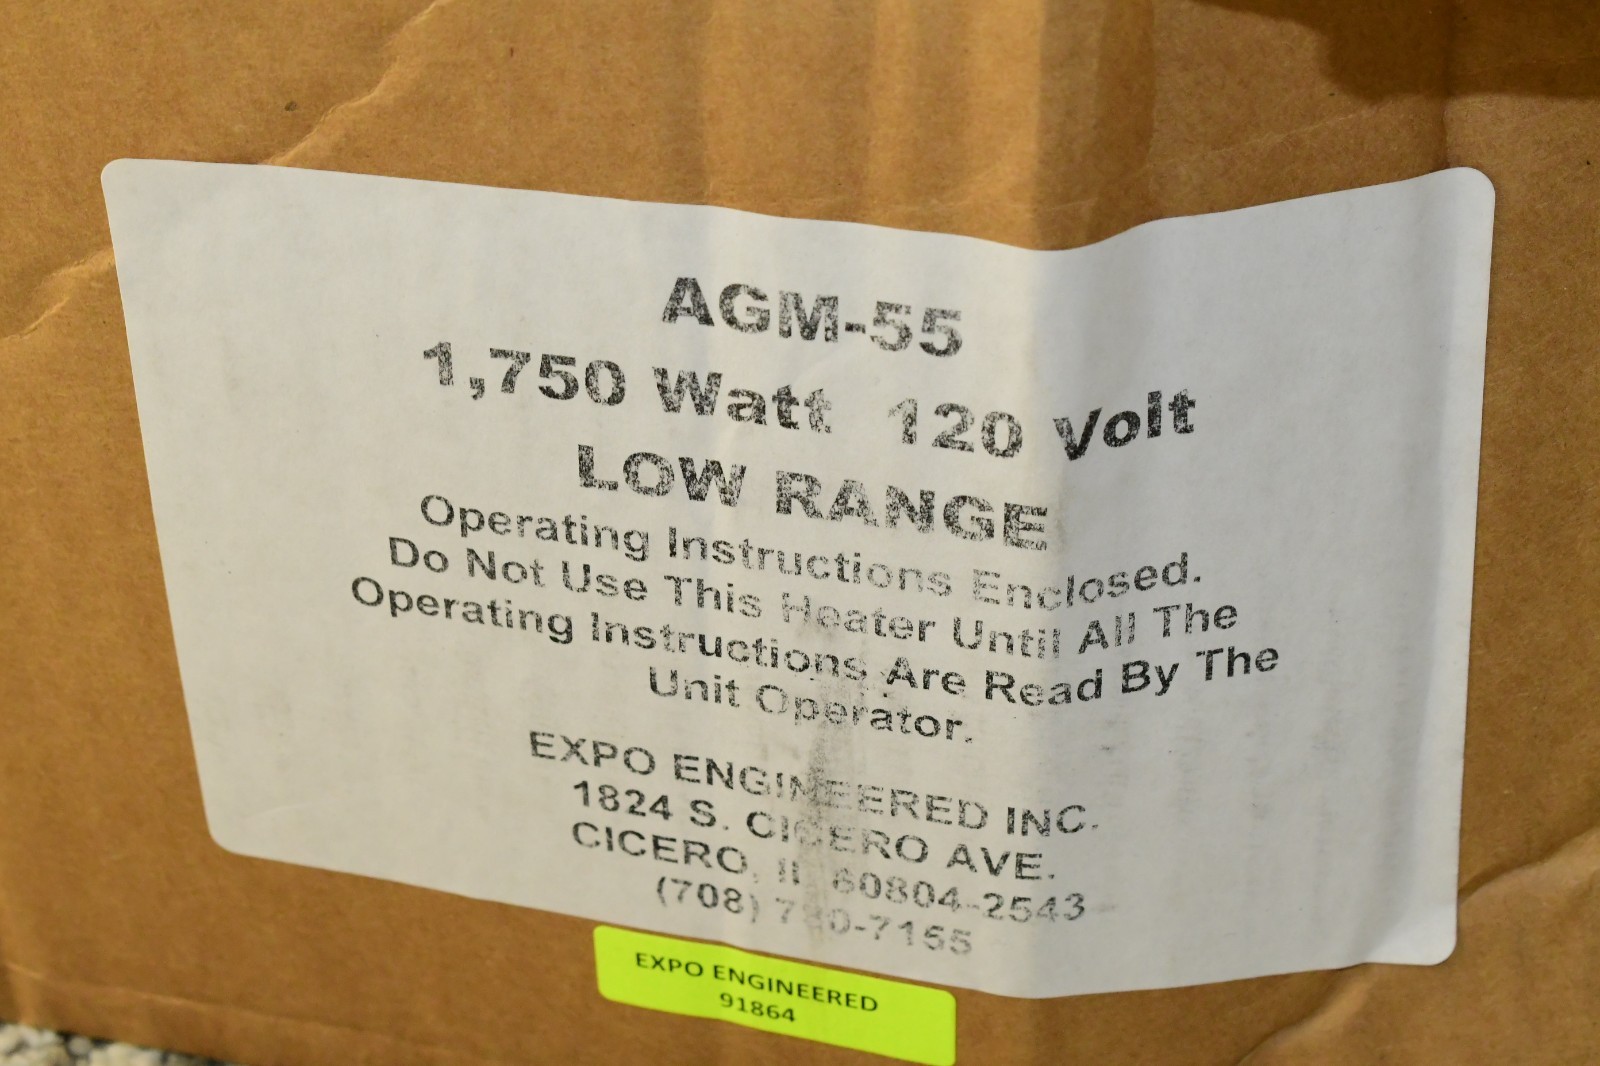 AGM-55
1,750 Watt 120 Volt
LOW RANGE
Operating Instructions Enclosed.
Do Not Use This Heater Until All The
Operating Instructions Are Read By The
Unit Operator.
EXPO ENGINEERED INC.
1824 S. CICERO AVE.
CICERO, IL 60804-2543
(708)
EXPO ENGINEERED
91864